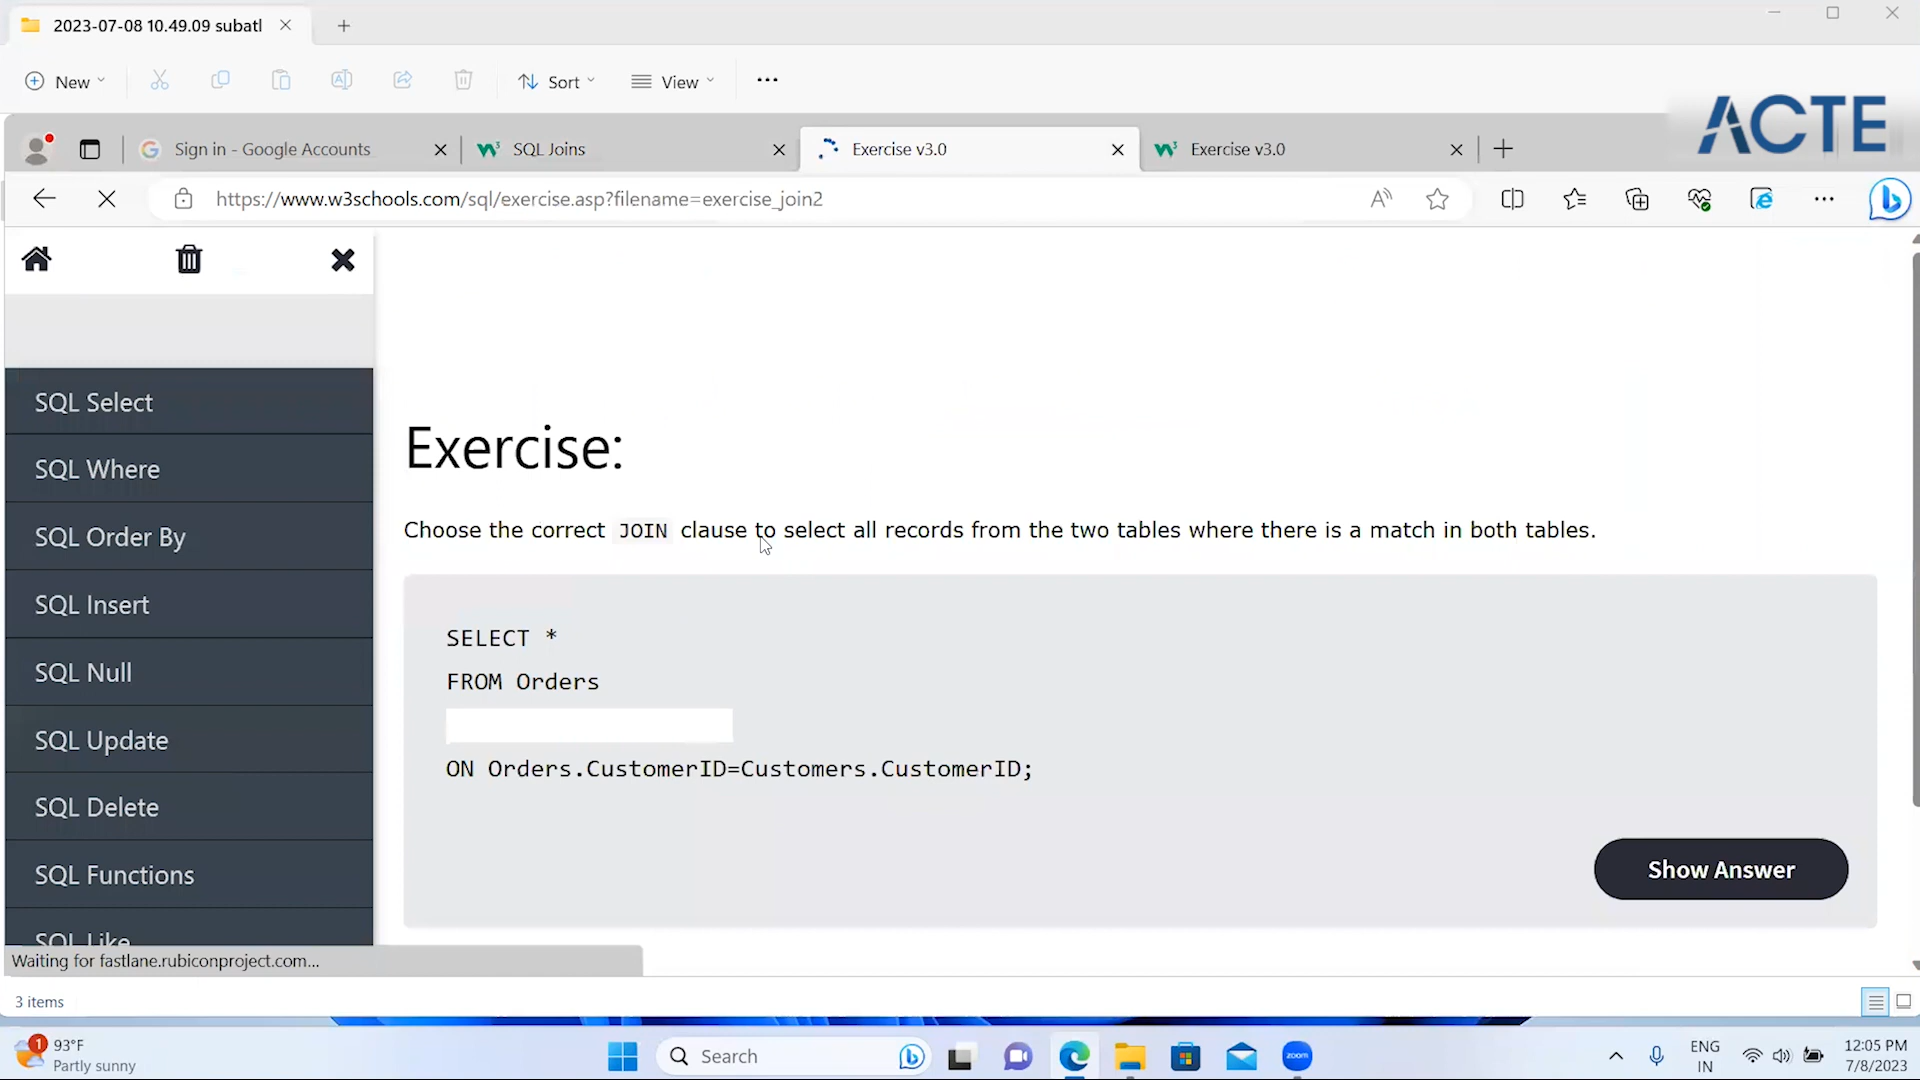 2023-07-08 10.49.09 subatl
New
Sort
View
ACTE
Sign in - Google Accounts
SQL Joins
Exercise v3.0
Exercise v3.0
https://www.w3schools.com/sql/exercise.asp?filename=exercise_join2
SQL Select
SQL Where
SQL Order By
SQL Insert
SQL Null
SQL Update
SQL Delete
SQL Functions
SQL Like
Exercise:
Choose the correct JOIN clause to select all records from the two tables where there is a match in both tables.
SELECT *
FROM Orders
ON Orders.CustomerID=Customers.CustomerID;
Show Answer
Waiting for fastlane.rubiconproject.com...
3 items
1
93°F
Partly sunny
Search
zoom
ENG
IN
12:05 PM
7/8/2023